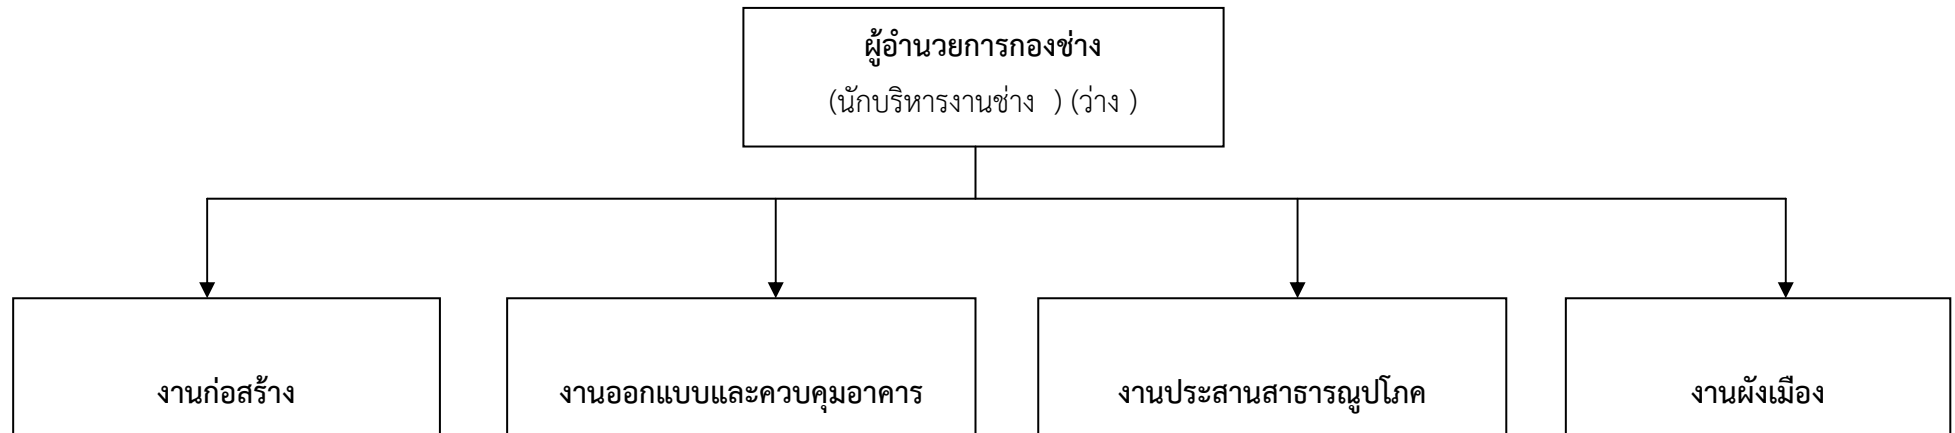 ผู้อำนวยการกองช่าง
(นักบริหารงานช่าง ) (ว่าง )
งานก่อสร้าง
งานออกแบบและควบคุมอาคาร
งานประสานสาธารณูปโภค
งานผังเมือง